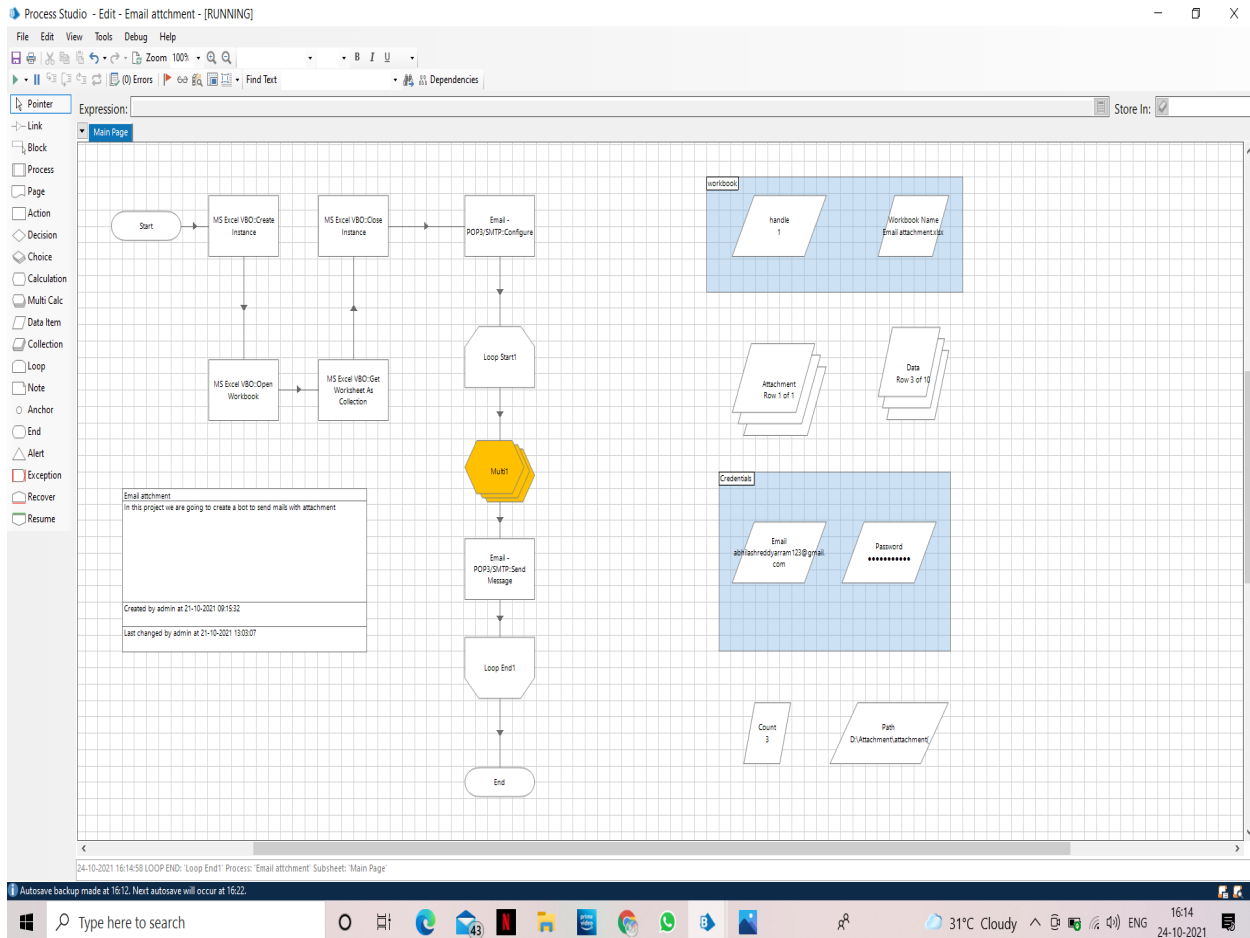 Process Studio - Edit - Email attchment - [RUNNING]
File Edit View Tools Debug Help
Zoom 100% B I U
(0) Errors Find Text Dependencies
Pointer
Link
Block
Process
Page
Action
Decision
Choice
Calculation
Multi Calc
Data Item
Collection
Loop
Note
Anchor
End
Alert
Exception
Recover
Resume
Expression:
Store In:
Main Page
Start
MS Excel VBO::Create
Instance
MS Excel VBO::Close
Instance
Email -
POP3/SMTP::Configure
MS Excel VBO::Open
Workbook
MS Excel VBO::Get
Worksheet As
Collection
Loop Start1
Multi1
Email -
POP3/SMTP::Send
Message
Loop End1
End
Email attchment
In this project we are going to create a bot to send mails with attachment
Created by admin at 21-10-2021 09:15:32
Last changed by admin at 21-10-2021 13:03:07
workbook
handle
1
Workbook Name
Email attachment.xlsx
Attachment
Row 1 of 1
Data
Row 3 of 10
Credentials
Email
abhilashreddyarram123@gmail.
com
Password
•••••••••••
Count
3
Path
D:\Attachment\attachment(
24-10-2021 16:14:58 LOOP END: 'Loop End1' Process: 'Email attchment' Subsheet: 'Main Page'
Autosave backup made at 16:12. Next autosave will occur at 16:22.
Type here to search
43
prime
video
31°C Cloudy
ENG
16:14
24-10-2021